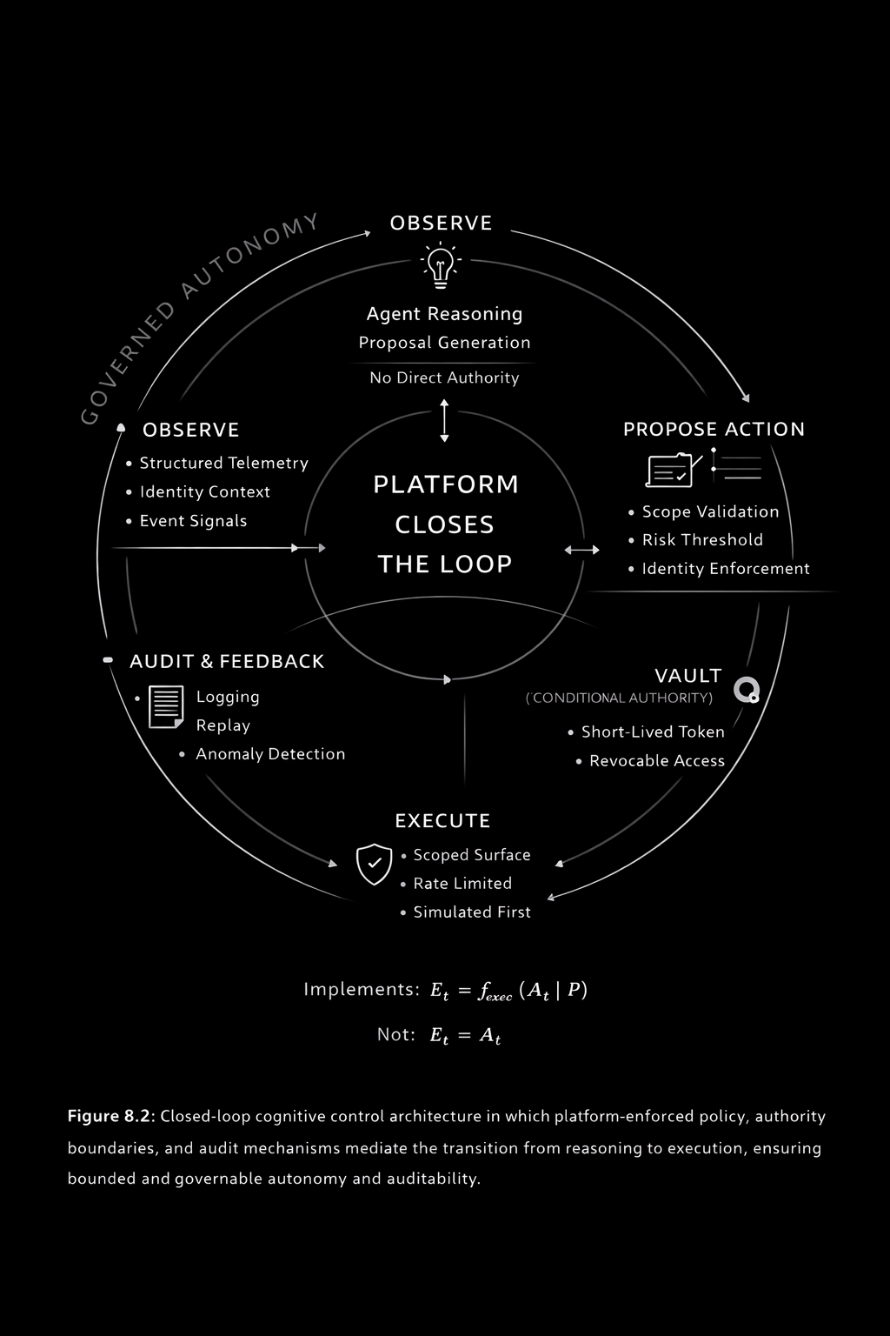 GOVERNED AUTONOMY
OBSERVE
Agent Reasoning
Proposal Generation
No Direct Authority
OBSERVE
• Structured Telemetry
• Identity Context
• Event Signals
PLATFORM
CLOSES
THE LOOP
PROPOSE ACTION
• Scope Validation
• Risk Threshold
• Identity Enforcement
AUDIT & FEEDBACK
• Logging
Replay
• Anomaly Detection
VAULT
(CONDITIONAL AUTHORITY)
• Short-Lived Token
• Revocable Access
EXECUTE
• Scoped Surface
• Rate Limited
• Simulated First
Implements: E_t = f_exec (A_t | P)
Not: E_t = A_t
Figure 8.2: Closed-loop cognitive control architecture in which platform-enforced policy, authority
boundaries, and audit mechanisms mediate the transition from reasoning to execution, ensuring
bounded and governable autonomy and auditability.